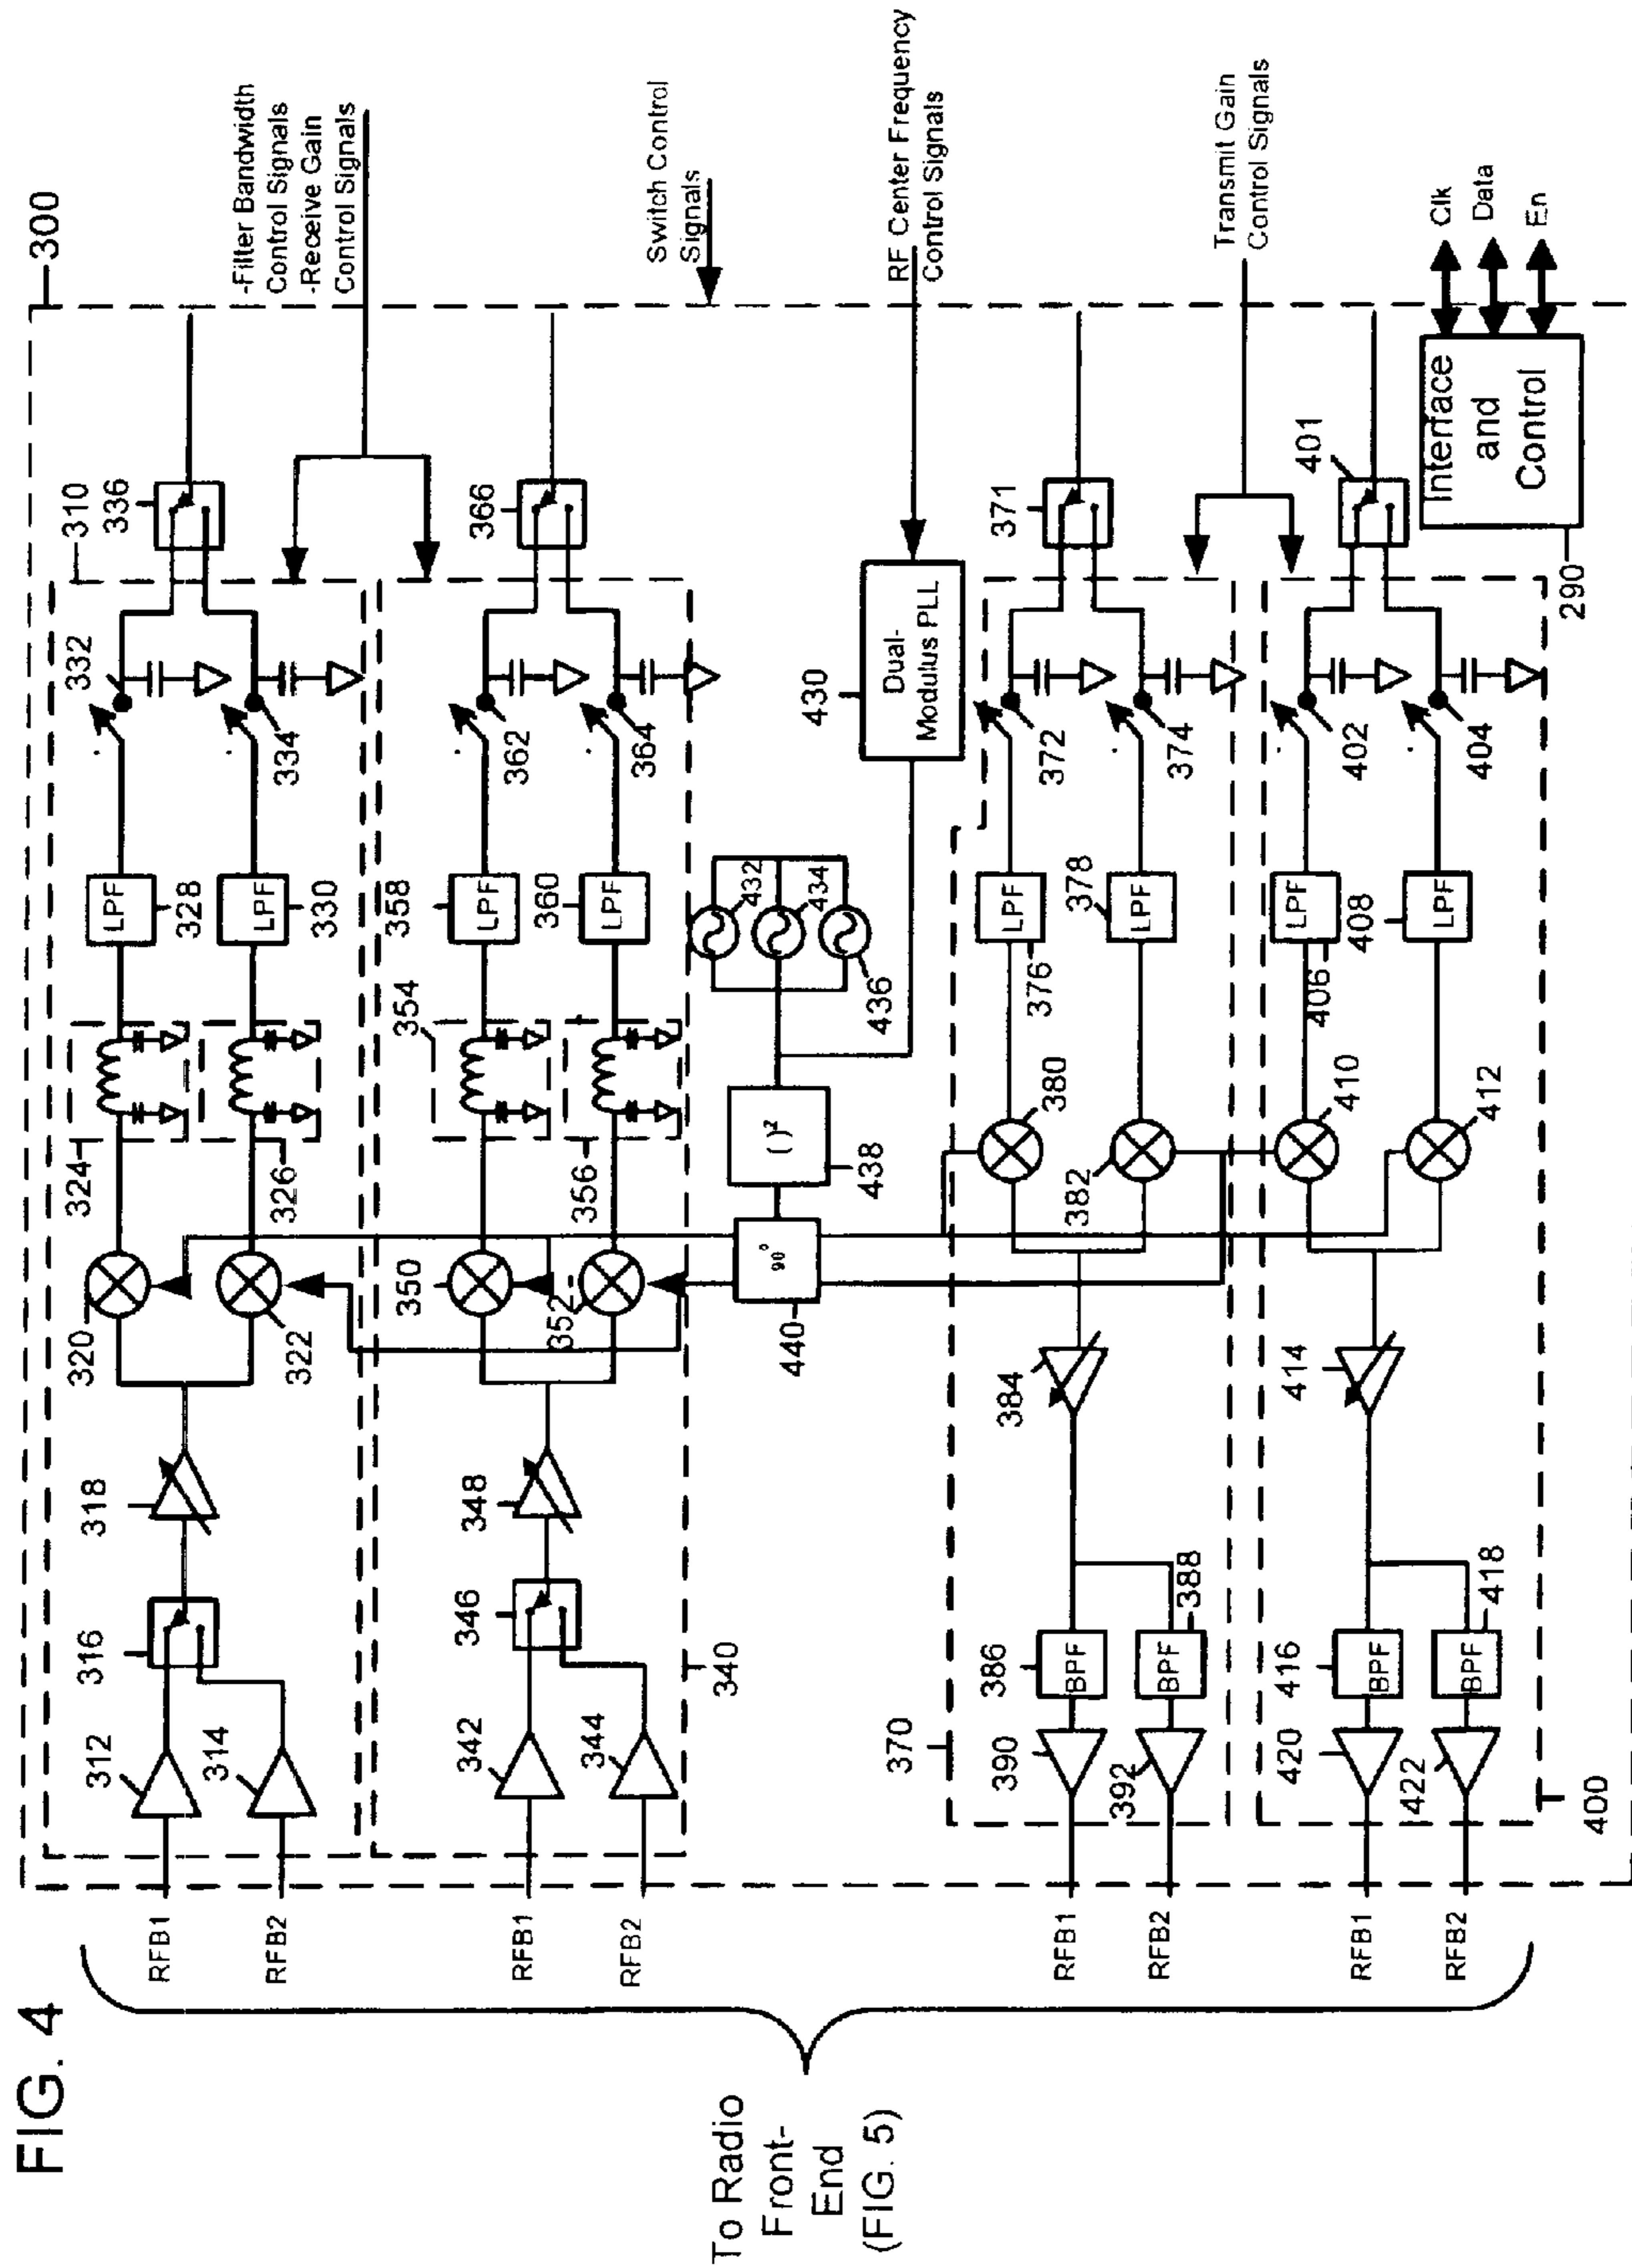 FIG. 4
300
-Filter Bandwidth
Control Signals
-Receive Gain
Control Signals
Switch Control
Signals
RF Center Frequency
Control Signals
Transmit Gain
Control Signals
Clk
Data
En
Interface
and
Control
290
310
336
332
334
LPF
328
LPF
330
324
326
320
322
318
316
312
314
RFB1
RFB2
366
362
364
358
LPF
360
LPF
354
356
350
352
348
346
342
344
340
RFB1
RFB2
430
Dual-
Modulus PLL
432
434
436
( )²
438
90°
440
371
372
374
LPF
376
378
LPF
380
382
384
386
BPF
388
BPF
390
392
370
RFB1
RFB2
401
402
404
LPF
406
408
LPF
410
412
414
416
BPF
418
BPF
420
422
400
RFB1
RFB2
To Radio
Front-
End
(FIG. 5)